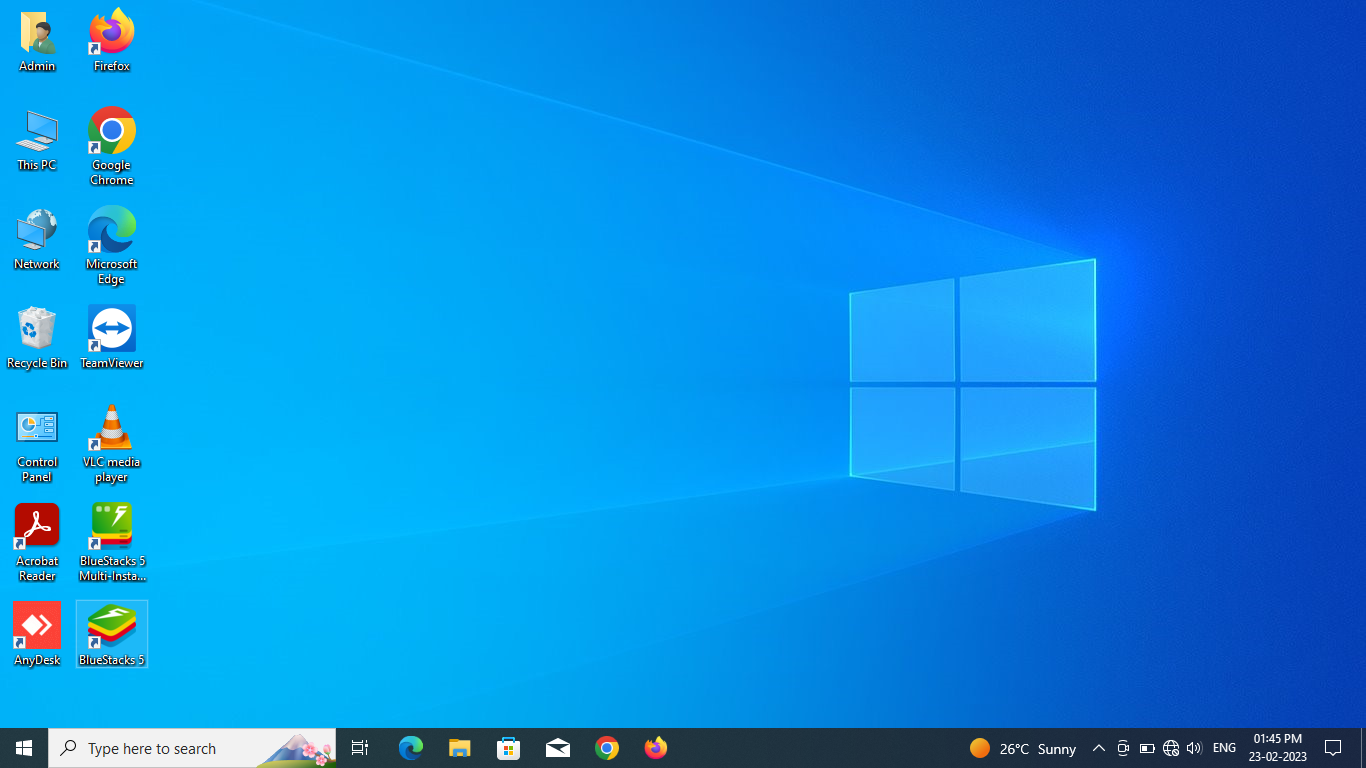 Admin
Firefox
This PC
Google
Chrome
Network
Microsoft
Edge
Recycle Bin
TeamViewer
Control
Panel
VLC media
player
Acrobat
Reader
BlueStacks 5
Multi-Insta...
AnyDesk
BlueStacks 5
Type here to search
26°C Sunny
ENG
01:45 PM
23-02-2023